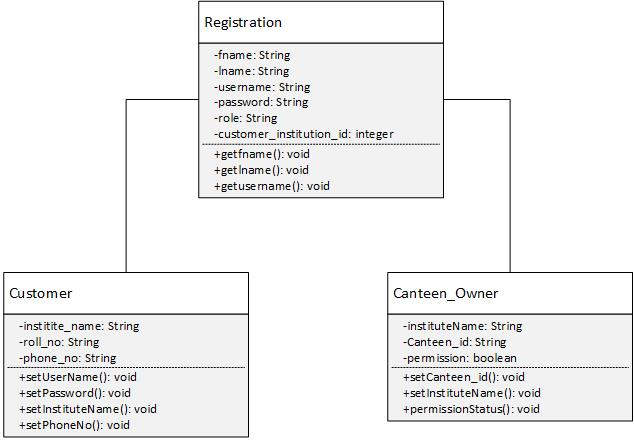 Registration
-fname: String
-lname: String
-username: String
-password: String
-role: String
-customer_institution_id: integer
+getfname(): void
+getlname(): void
+getusername(): void
Customer
-institite_name: String
-roll_no: String
-phone_no: String
+setUserName(): void
+setPassword(): void
+setInstituteName(): void
+setPhoneNo(): void
Canteen_Owner
-instituteName: String
-Canteen_id: String
-permission: boolean
+setCanteen_id(): void
+setInstituteName(): void
+permissionStatus(): void